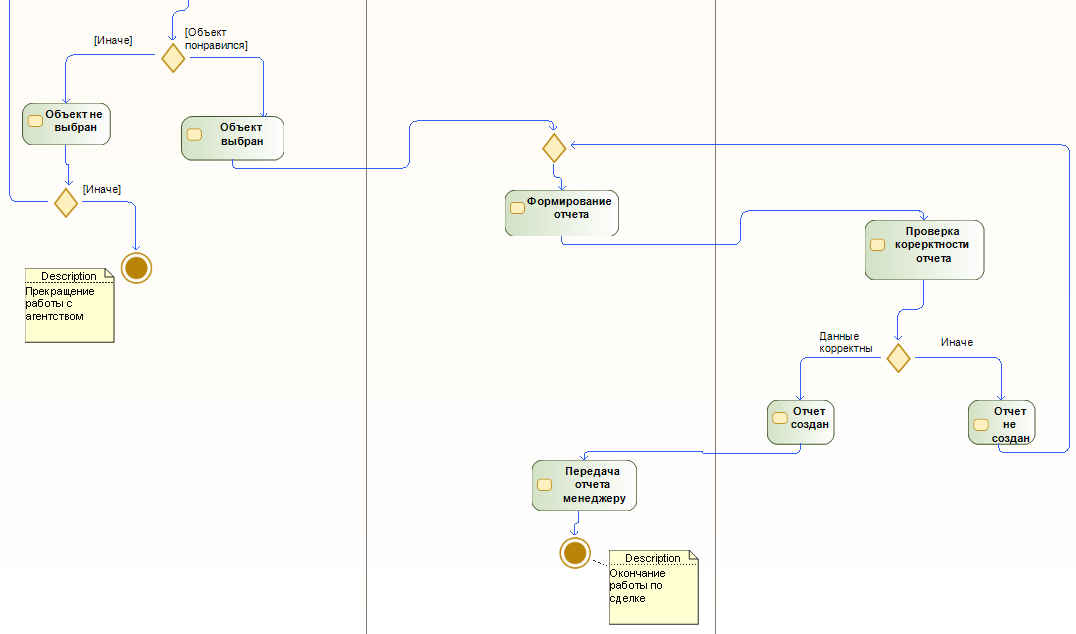 [Иначе]
[Объект
понравился]
Объект не
выбран
Объект
выбран
[Иначе]
Description
Прекращение
работы с
агентством
Формирование
отчета
Проверка
корерктности
отчета
Данные
корректны
Иначе
Отчет
создан
Отчет
не
создан
Передача
отчета
менеджеру
Description
Окончание
работы по
сделке